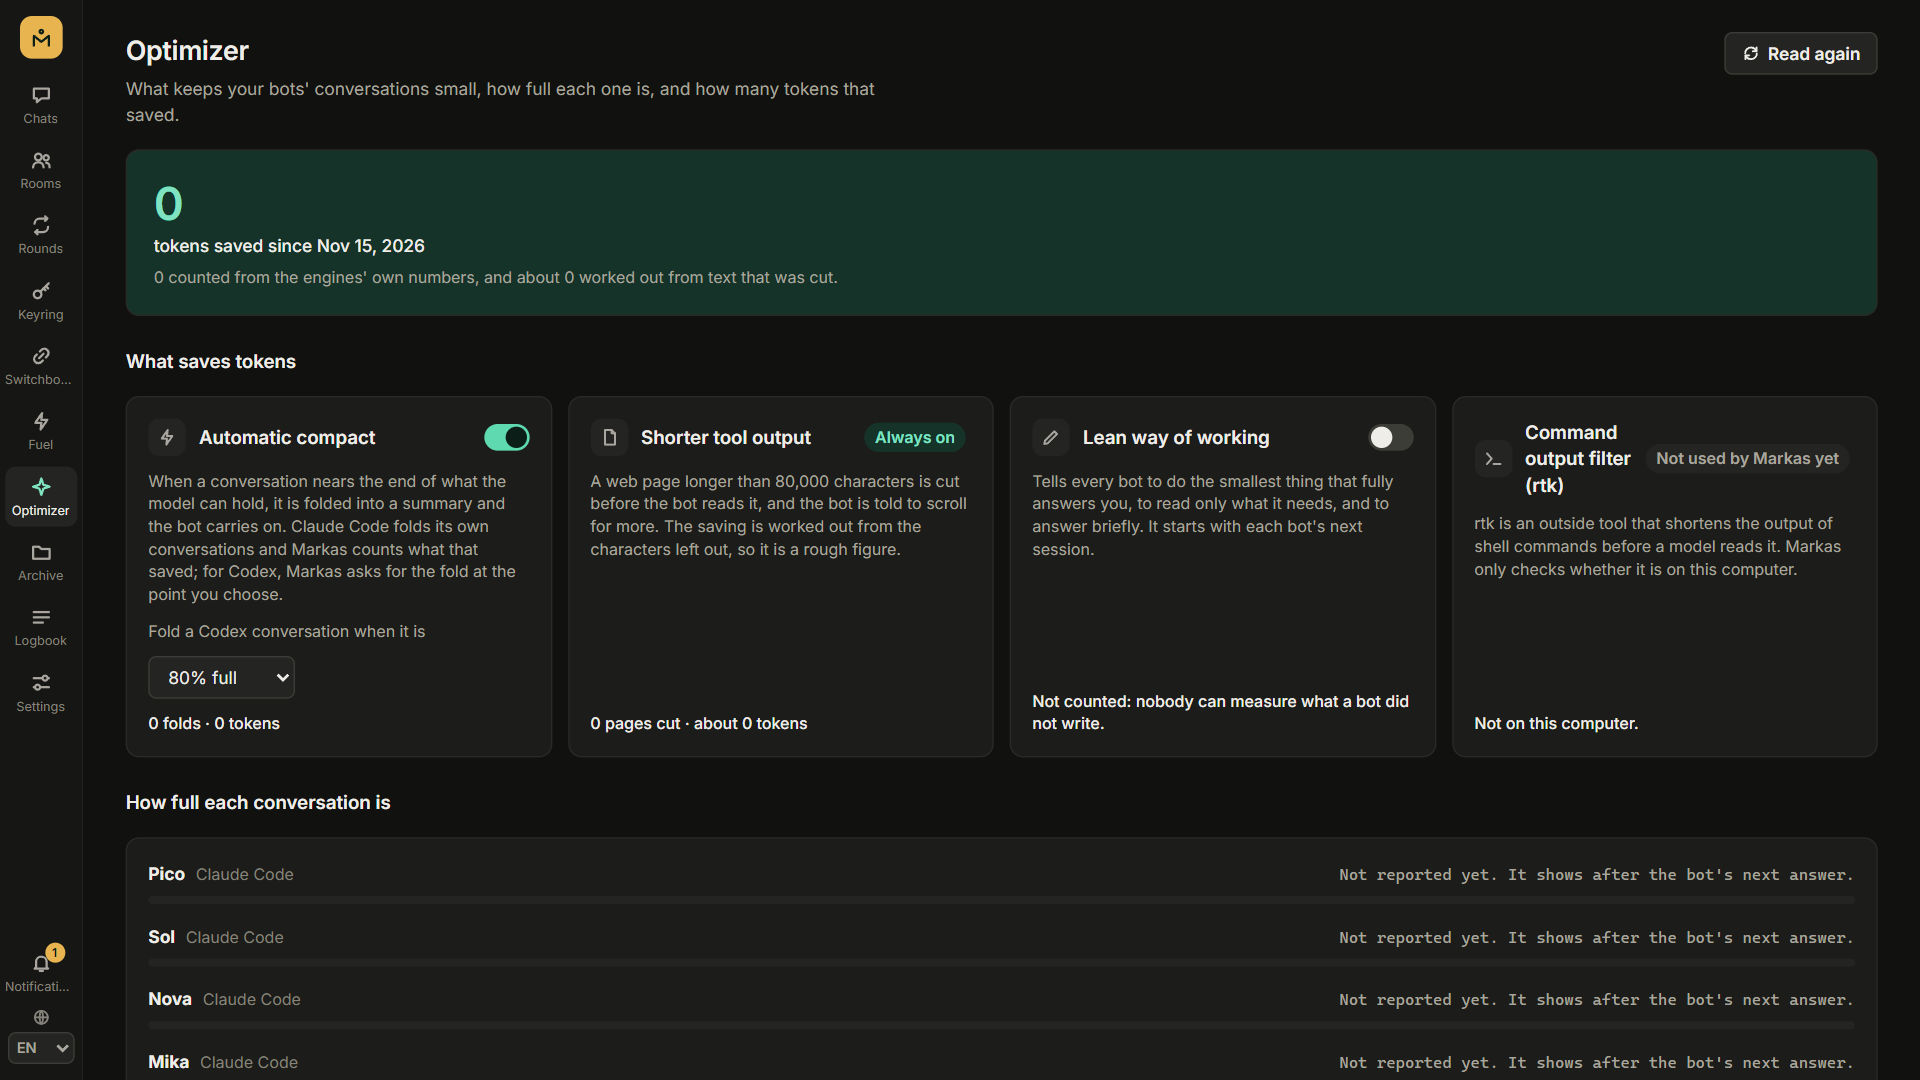 Optimizer
Read again
What keeps your bots' conversations small, how full each one is, and how many tokens that
saved.
Chats
Rooms
Rounds
Keyring
Switchbo...
Fuel
Optimizer
Archive
Logbook
Settings
1
Notificati...
EN
0
tokens saved since Nov 15, 2026
0 counted from the engines' own numbers, and about 0 worked out from text that was cut.
What saves tokens
Automatic compact
When a conversation nears the end of what the
model can hold, it is folded into a summary and
the bot carries on. Claude Code folds its own
conversations and Markas counts what that
saved; for Codex, Markas asks for the fold at the
point you choose.
Fold a Codex conversation when it is
80% full
0 folds · 0 tokens
Shorter tool output
Always on
A web page longer than 80,000 characters is cut
before the bot reads it, and the bot is told to scroll
for more. The saving is worked out from the
characters left out, so it is a rough figure.
0 pages cut · about 0 tokens
Lean way of working
Tells every bot to do the smallest thing that fully
answers you, to read only what it needs, and to
answer briefly. It starts with each bot's next
session.
Not counted: nobody can measure what a bot did
not write.
Command
output filter
(rtk)
Not used by Markas yet
rtk is an outside tool that shortens the output of
shell commands before a model reads it. Markas
only checks whether it is on this computer.
Not on this computer.
How full each conversation is
Pico Claude Code
Not reported yet. It shows after the bot's next answer.
Sol Claude Code
Not reported yet. It shows after the bot's next answer.
Nova Claude Code
Not reported yet. It shows after the bot's next answer.
Mika Claude Code
Not reported yet. It shows after the bot's next answer.